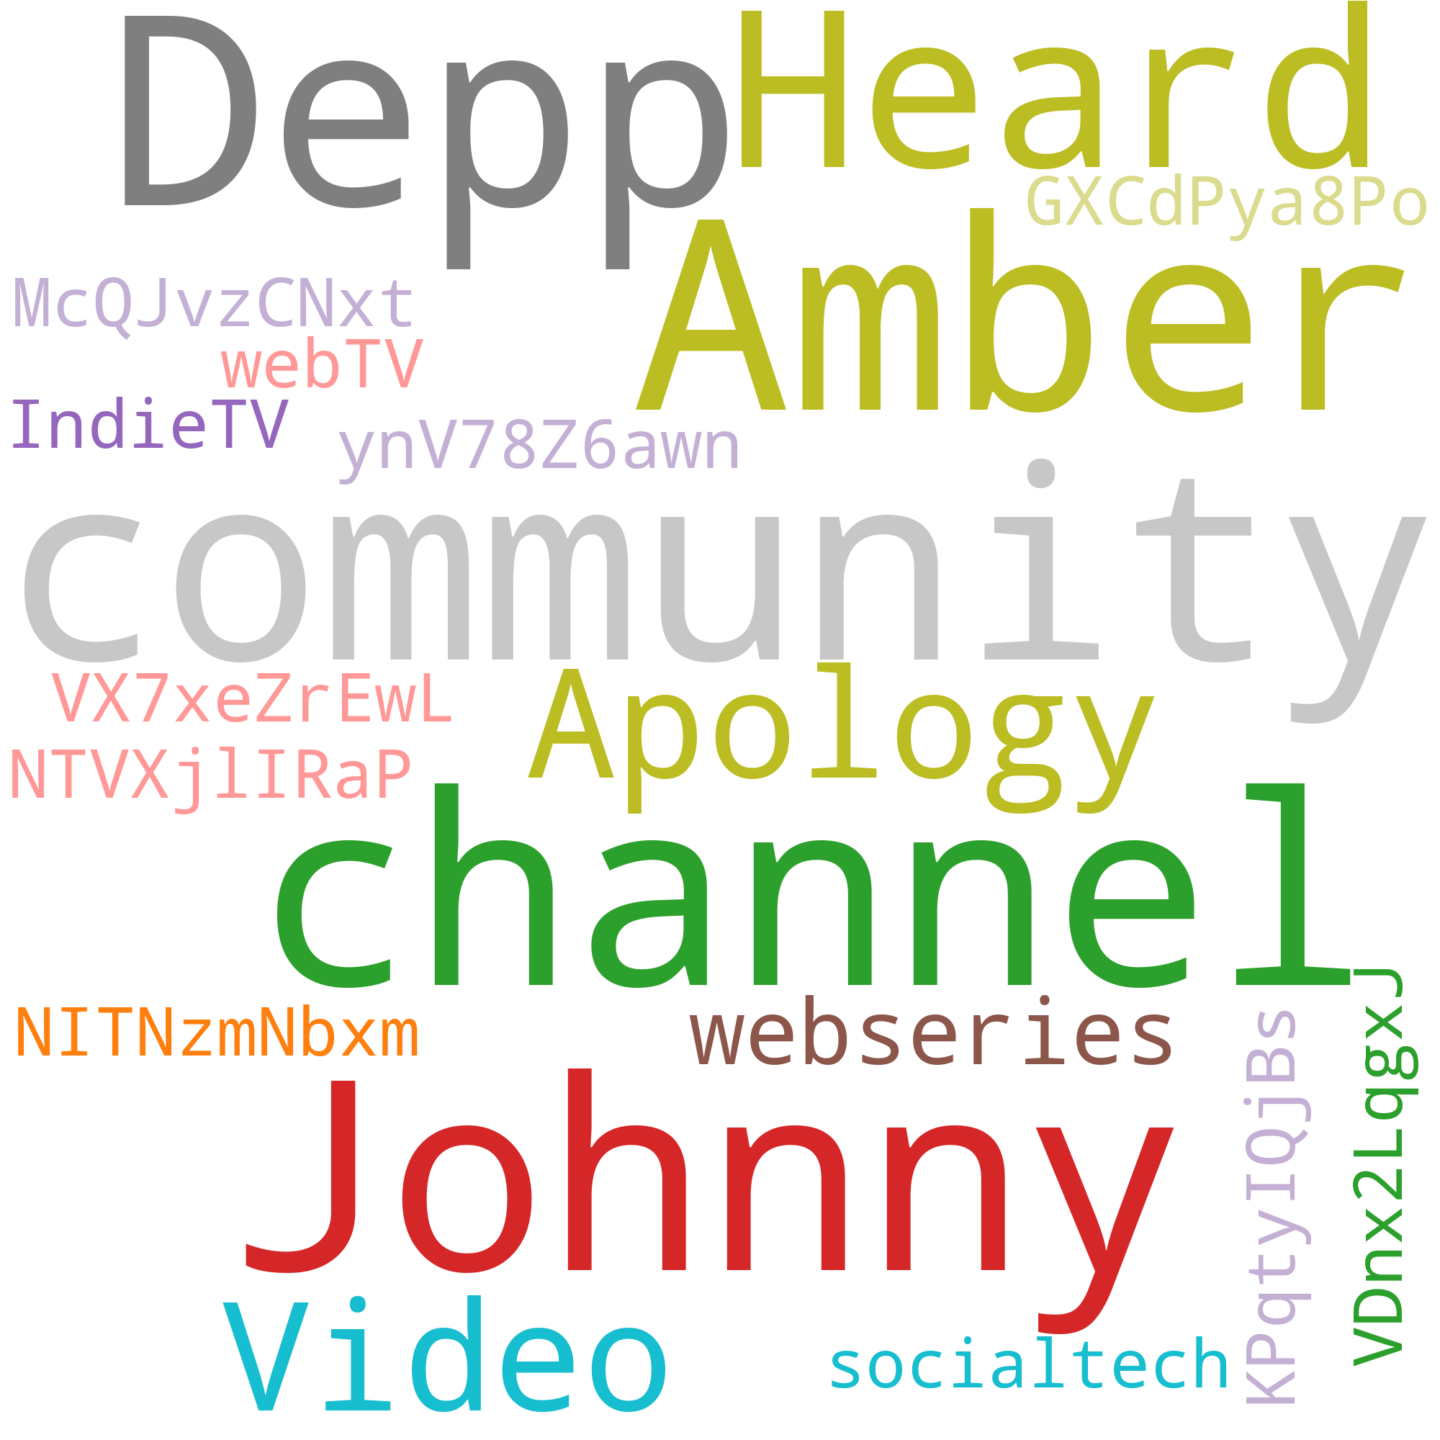 Depp
Heard
GXCdPya8Po
Amber
McQJvzCNxt
webTV
IndieTV
ynV78Z6awn
community
VX7xeZrEwL
Apology
NTVXjlIRaP
channel
NITNzmNbxm
webseries
KPqtyIQjBs
VDnx2LqgxJ
Johnny
Video
socialtech